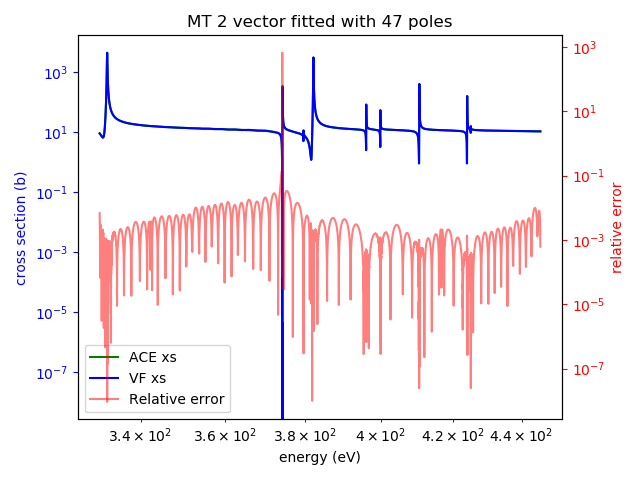 MT 2 vector fitted with 47 poles
cross section (b)
10³
10¹
10⁻¹
10⁻³
10⁻⁵
10⁻⁷
ACE xs
VF xs
Relative error
10³
10¹
10⁻¹
10⁻³
10⁻⁵
10⁻⁷
relative error
3.4 × 10² 3.6 × 10² 3.8 × 10² 4 × 10² 4.2 × 10² 4.4 × 10²
energy (eV)